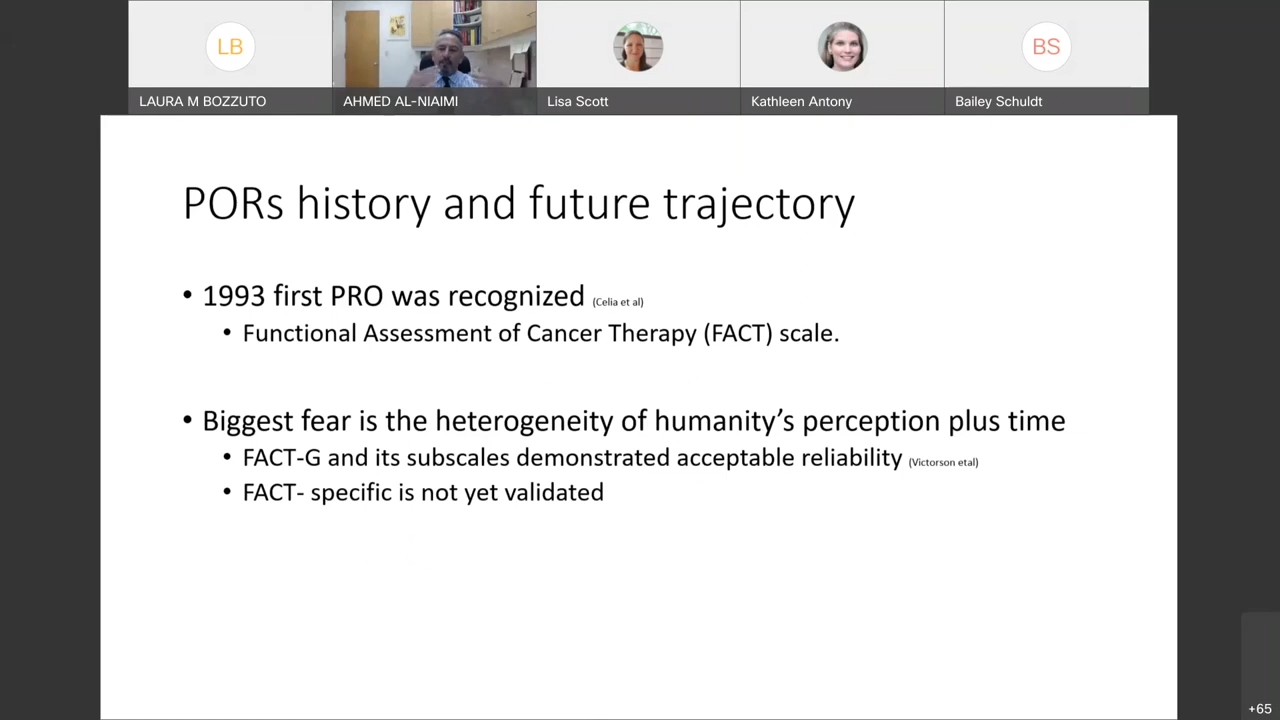 LB
BS
LAURA M BOZZUTO
AHMED AL-NIAIMI
Lisa Scott
Kathleen Antony
Bailey Schuldt
PORs history and future trajectory
• 1993 first PRO was recognized (Celia et al)
• Functional Assessment of Cancer Therapy (FACT) scale.
• Biggest fear is the heterogeneity of humanity's perception plus time
• FACT-G and its subscales demonstrated acceptable reliability (Victorson etal)
• FACT- specific is not yet validated
+65